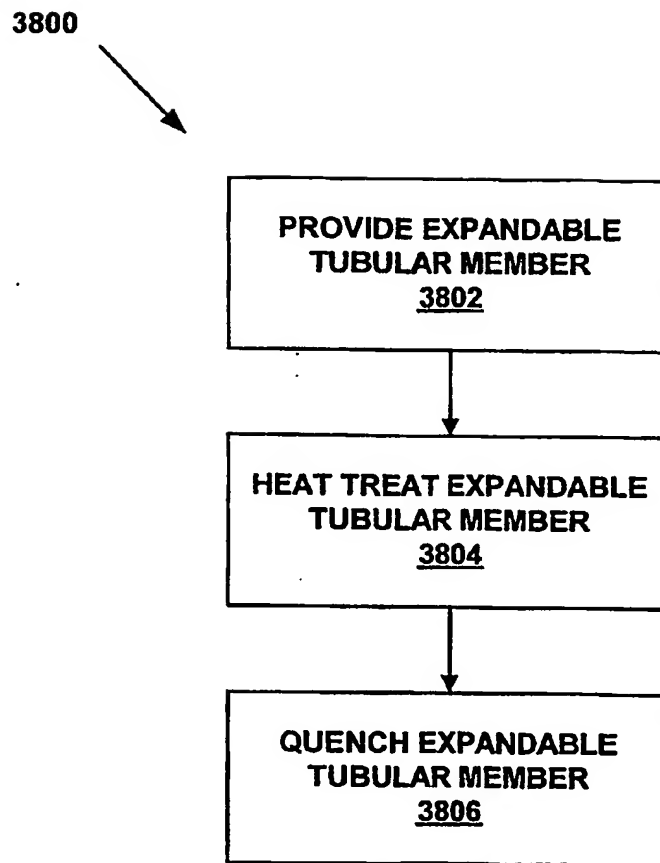 3800
PROVIDE EXPANDABLE
TUBULAR MEMBER
3802
HEAT TREAT EXPANDABLE
TUBULAR MEMBER
3804
QUENCH EXPANDABLE
TUBULAR MEMBER
3806